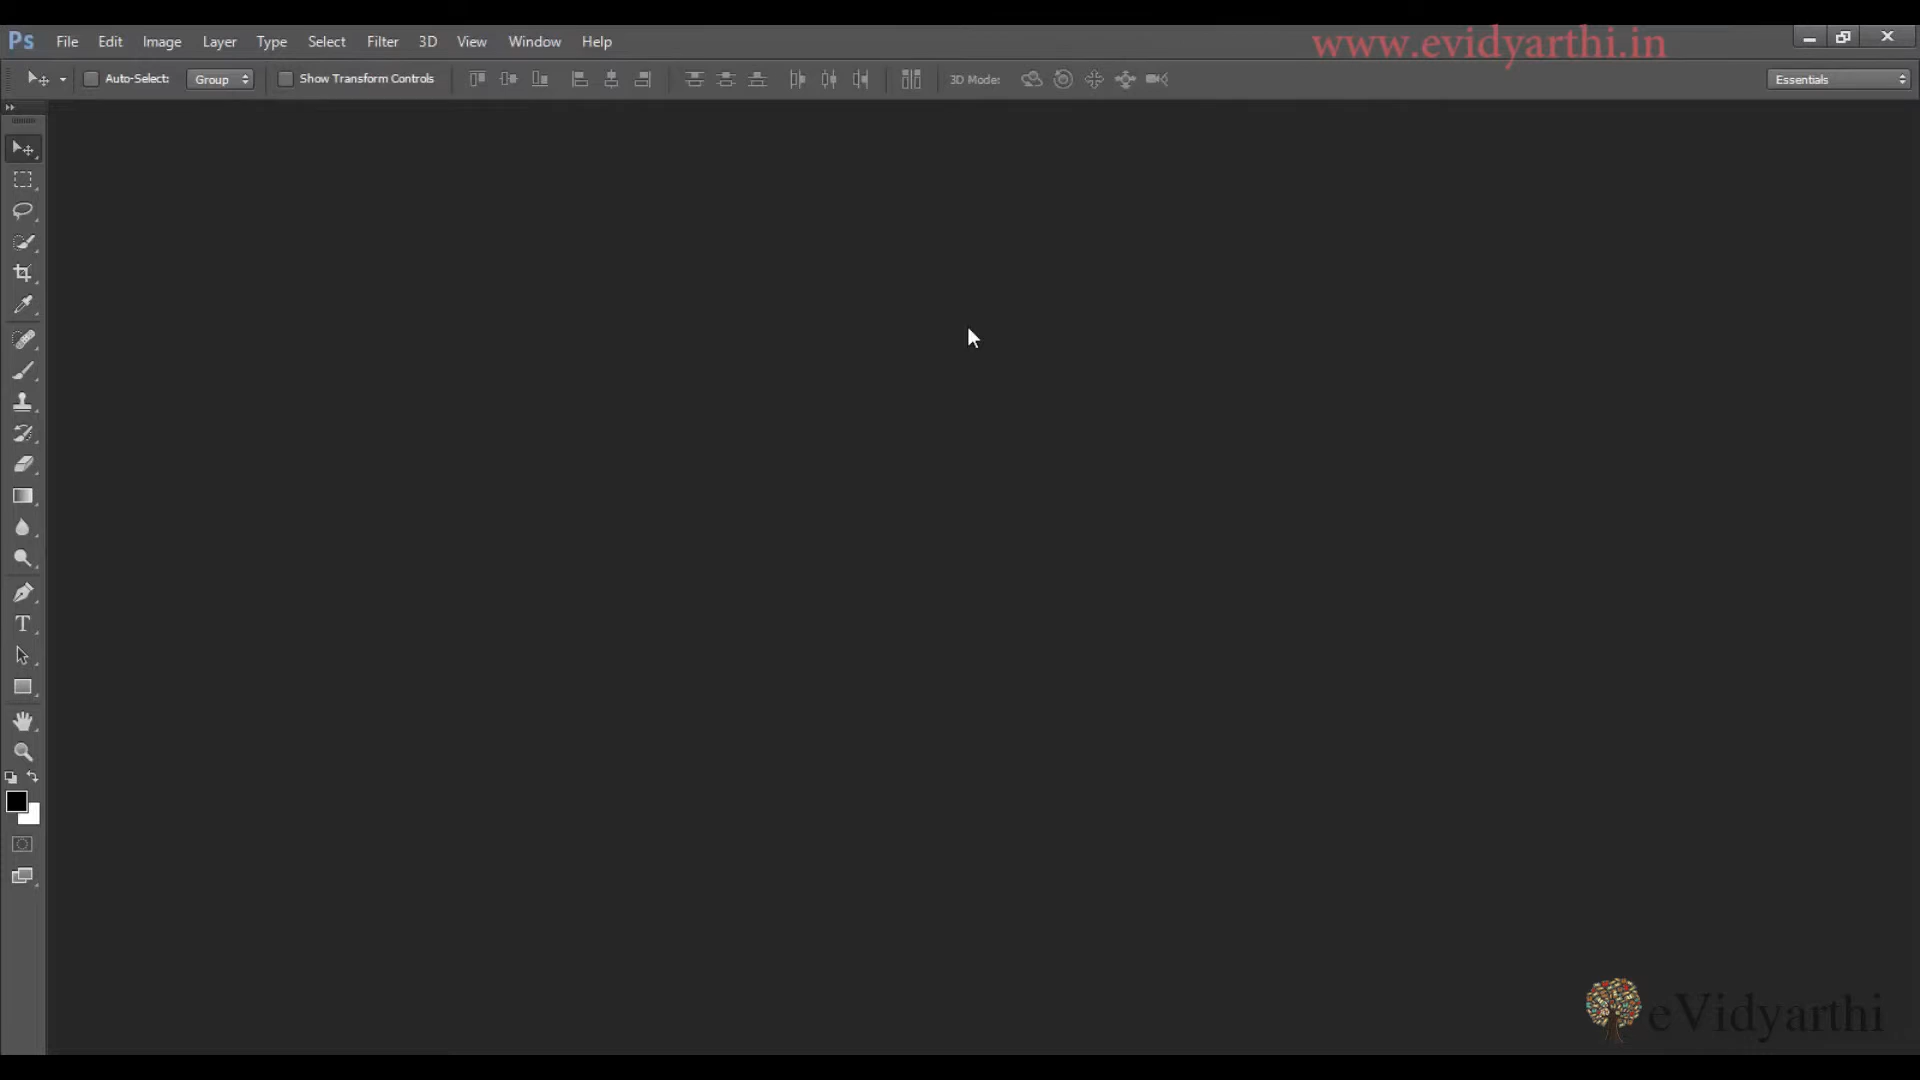 Ps File Edit Image Layer Type Select Filter 3D View Window Help
www.evidyarthi.in
Auto-Select: Group Show Transform Controls 3D Mode: Essentials
T
eVidyarthi